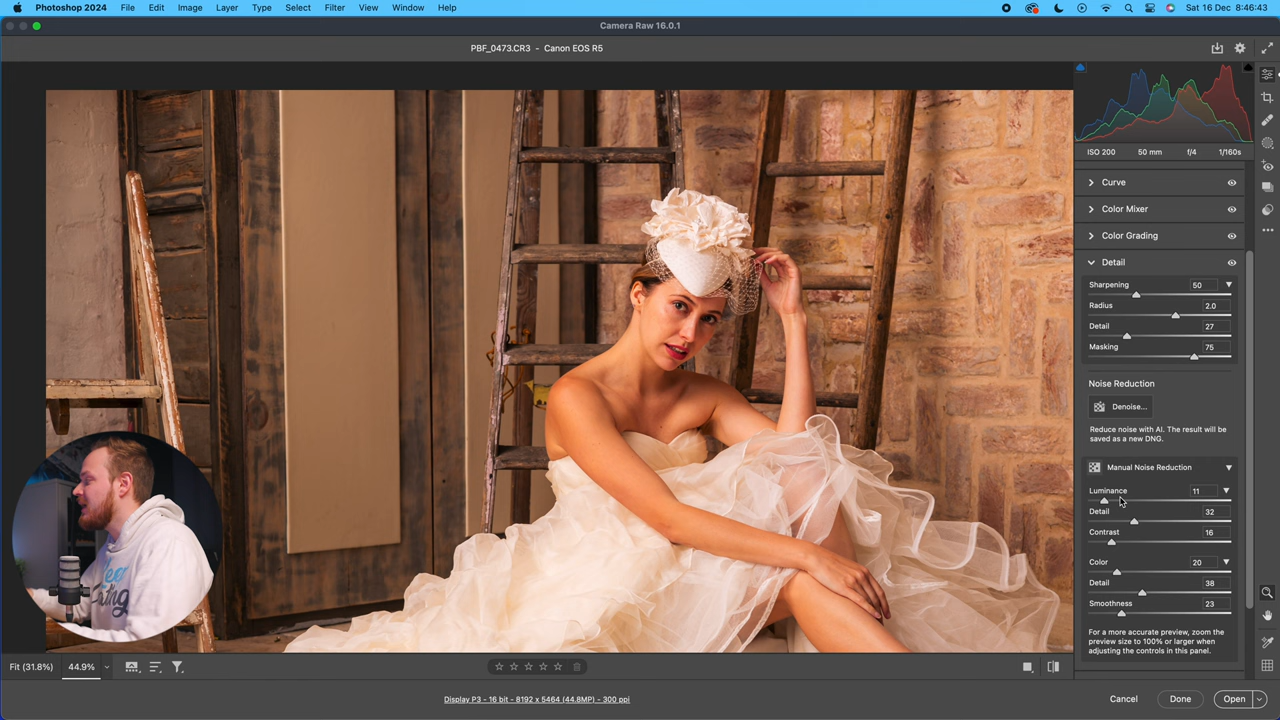 Photoshop 2024 File Edit Image Layer Type Select Filter View Window Help Sat 16 Dec 8:46:43
Camera Raw 16.0.1
PBF_0473.CR3 - Canon EOS R5
ISO 200 50 mm f/4 1/160s
Curve
Color Mixer
Color Grading
Detail
Sharpening 50
Radius 2.0
Detail 27
Masking 75
Noise Reduction
Denoise...
Reduce noise with AI. The result will be
saved as a new DNG.
Manual Noise Reduction
Luminance 11
Detail 32
Contrast 16
Color 20
Detail 38
Smoothness 23
For a more accurate preview, zoom the
preview size to 100% or larger when
adjusting the controls in this panel.
Fit (31.8%) 44.9%
Display P3 - 16 bit - 8192 x 5464 (44.8MP) - 300 ppi
Cancel Done Open